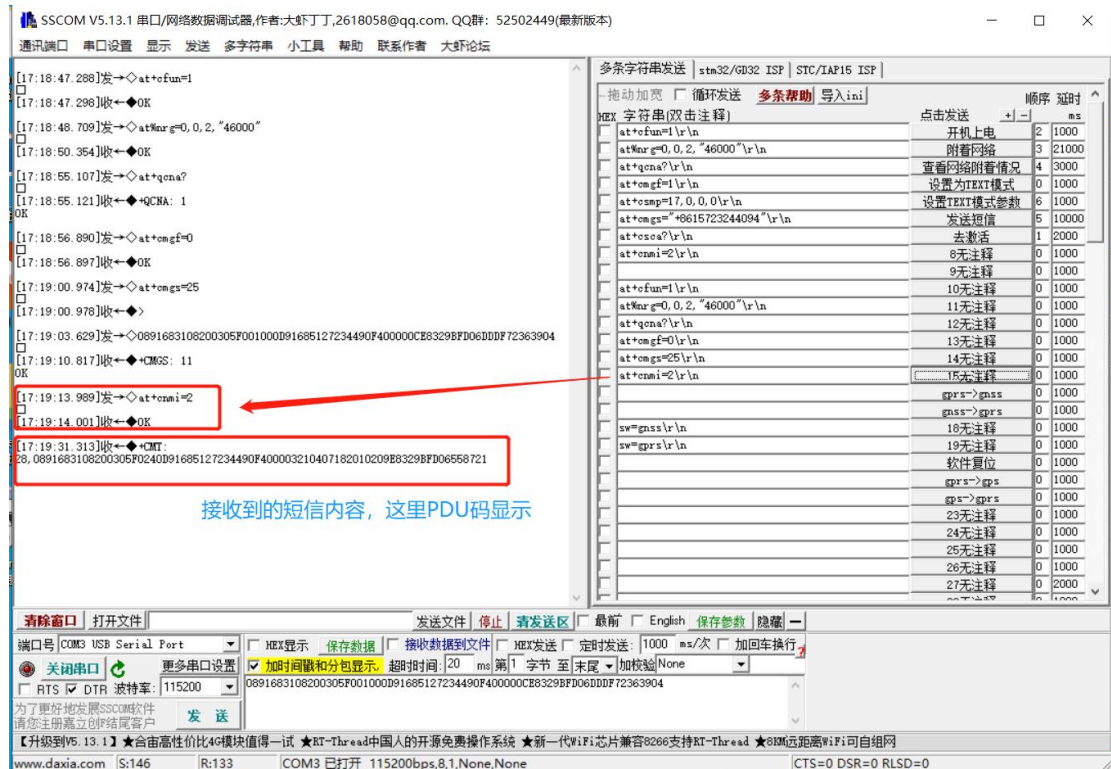 SSCOM V5.13.1 串口/网络数据调试器,作者:大虾丁丁,2618058@qq.com. QQ群: 52502449(最新版本)
通讯端口 串口设置 显示 发送 多字符串 小工具 帮助 联系作者 大虾论坛
[17:18:47.288]发→◇at+cfun=1
□
[17:18:47.298]收←◆OK
[17:18:48.709]发→◇at%nrg=0,0,2,"46000"
□
[17:18:50.354]收←◆OK
[17:18:55.107]发→◇at+qcna?
□
[17:18:55.121]收←◆+QCNA: 1
OK
[17:18:56.890]发→◇at+cmgf=0
□
[17:18:56.897]收←◆OK
[17:19:00.974]发→◇at+cmgs=25
□
[17:19:00.978]收←◆>
[17:19:03.629]发→◇0891683108200305F001000D91685127234490F400000CE8329BFD06DDDF72363904
□
[17:19:10.817]收←◆+CMGS: 11
OK
[17:19:13.989]发→◇at+cnmi=2
□
[17:19:14.001]收←◆OK
[17:19:31.313]收←◆+CMT:
28,0891683108200305F0240D91685127234490F400003210407182010209E8329BFD06558721
接收到的短信内容，这里PDU码显示
多条字符串发送 stm32/GD32 ISP STC/IAP15 ISP
拖动加宽 循环发送 多条帮助 导入ini 顺序 延时
HEX 字符串(双击注释) 点击发送 + - ms
at+cfun=1\r\n 开机上电 2 1000
at%nrg=0,0,2,"46000"\r\n 附着网络 3 21000
at+qcna?\r\n 查看网络附着情况 4 3000
at+cmgf=1\r\n 设置为TEXT模式 0 1000
at+csmp=17,0,0,0\r\n 设置TEXT模式参数 6 1000
at+cmgs="+8615723244094"\r\n 发送短信 5 10000
at+csca?\r\n 去激活 1 2000
at+cnmi=2\r\n 8无注释 0 1000
9无注释 0 1000
at+cfun=1\r\n 10无注释 0 1000
at%nrg=0,0,2,"46000"\r\n 11无注释 0 1000
at+qcna?\r\n 12无注释 0 1000
at+cmgf=0\r\n 13无注释 0 1000
at+cmgs=25\r\n 14无注释 0 1000
at+cnmi=2\r\n 15无注释 0 1000
gprs->gnss 0 1000
gnss->gprs 0 1000
sw=gnss\r\n 18无注释 0 1000
sw=gprs\r\n 19无注释 0 1000
软件复位 0 1000
gprs->gps 0 1000
gps->gprs 0 1000
23无注释 0 1000
24无注释 0 1000
25无注释 0 1000
26无注释 0 1000
27无注释 0 2000
清除窗口 打开文件 发送文件 停止 清发送区 最前 English 保存参数 隐藏
端口号 COM3 USB Serial Port HEX显示 保存数据 接收数据到文件 HEX发送 定时发送: 1000 ms/次 加回车换行
关闭串口 更多串口设置 加时间戳和分包显示. 超时时间: 20 ms 第1 字节 至 末尾 加校验 None
RTS DTR 波特率: 115200
0891683108200305F001000D91685127234490F400000CE8329BFD06DDDF72363904
为了更好地发展SSCOM软件
请您注册嘉立创F结尾客户
发 送
【升级到V5.13.1】★合宙高性价比4G模块值得一试 ★RT-Thread中国人的开源免费操作系统 ★新一代WiFi芯片兼容8266支持RT-Thread ★8KM远距离WiFi可自组网
www.daxia.com S:146 R:133 COM3 已打开 115200bps,8,1,None,None CTS=0 DSR=0 RLSD=0